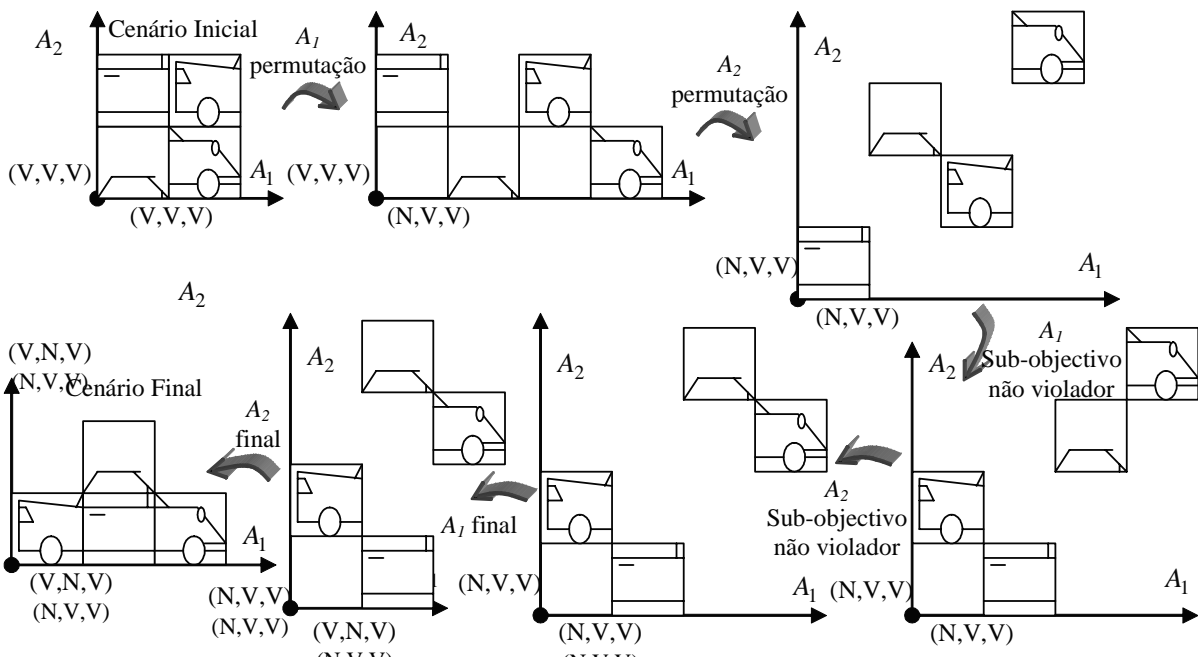 A2
Cenário Inicial
(V,V,V)
A1
(V,V,V)
A1
permutação
A2
(V,V,V)
A1
(N,V,V)
A2
permutação
A2
(N,V,V)
A1
(N,V,V)
A1
Sub-objectivo
não violador
A2
(N,V,V)
A1
(N,V,V)
A2
Sub-objectivo
não violador
A2
(N,V,V)
A1
(N,V,V)
A1 final
A2
(N,V,V)
(N,V,V)
(V,N,V)
A2
final
A2
(V,N,V)
(N,V,V)
Cenário Final
A1
(V,N,V)
(N,V,V)